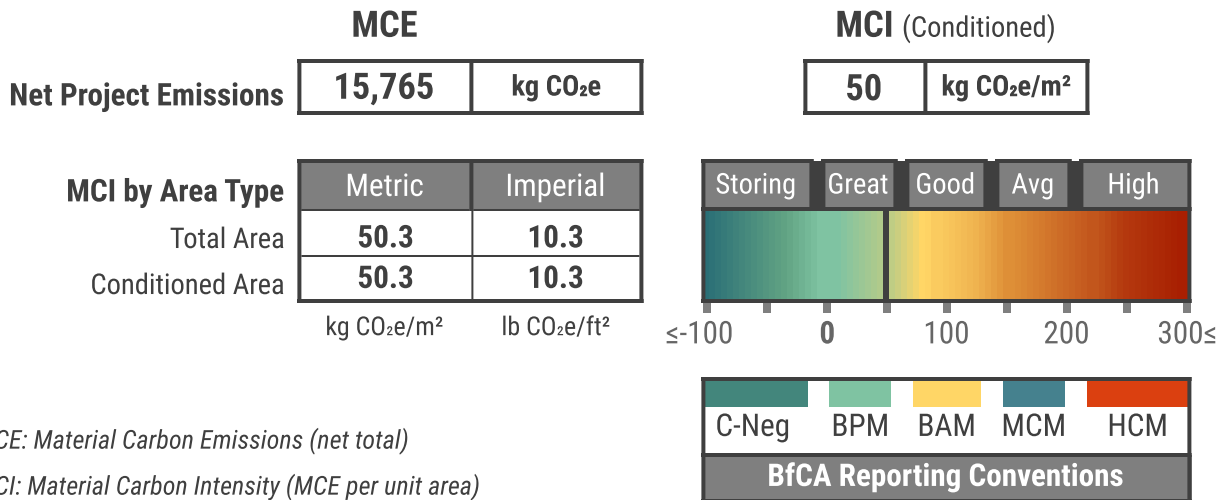 MCE
MCI (Conditioned)
Net Project Emissions 15,765 kg CO₂e
50 kg CO₂e/m²
MCI by Area Type Metric Imperial
Total Area 50.3 10.3
Conditioned Area 50.3 10.3
kg CO₂e/m² lb CO₂e/ft²
Storing Great Good Avg High
≤-100 0 100 200 300≤
C-Neg BPM BAM MCM HCM
BfCA Reporting Conventions
CE: Material Carbon Emissions (net total)
CI: Material Carbon Intensity (MCE per unit area)